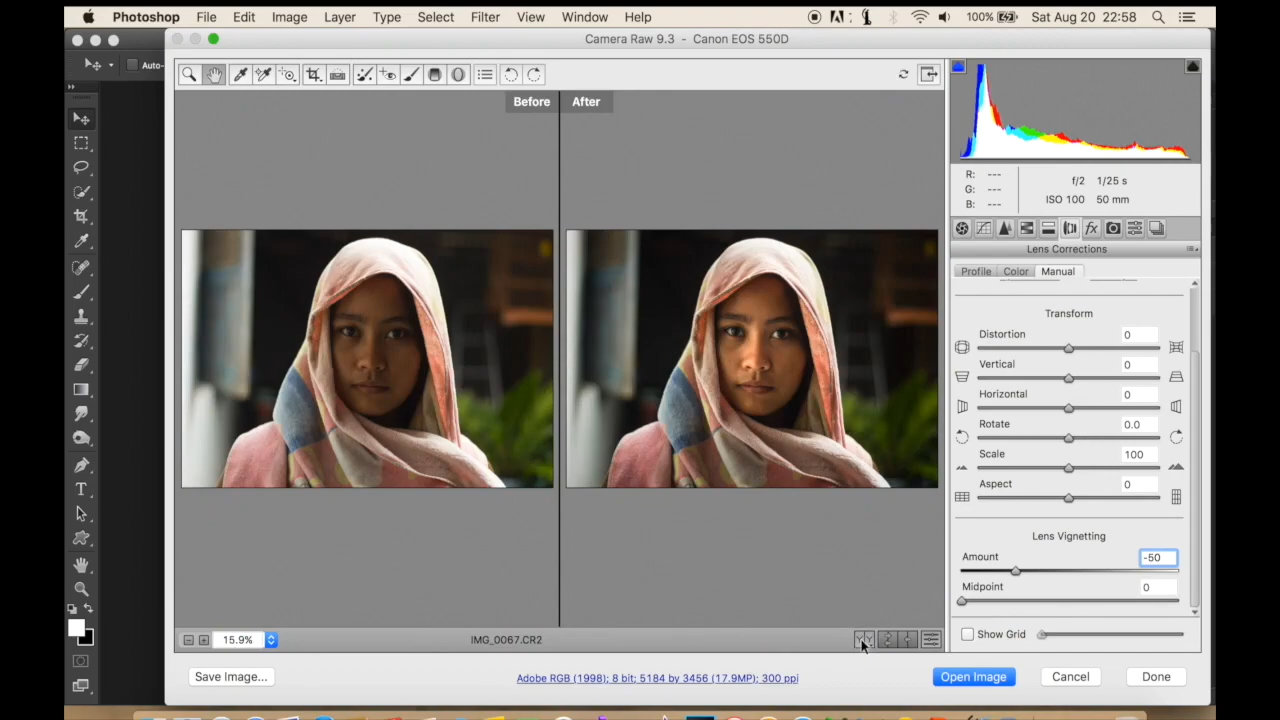 Photoshop File Edit Image Layer Type Select Filter View Window Help 100% Sat Aug 20 22:58
Camera Raw 9.3 - Canon EOS 550D
Auto-
Before After
R: ---
G: ---
B: ---
f/2 1/25 s
ISO 100 50 mm
fx
Lens Corrections
Profile Color Manual
Transform
Distortion 0
Vertical 0
Horizontal 0
Rotate 0.0
Scale 100
Aspect 0
Lens Vignetting
Amount -50
Midpoint 0
Show Grid
15.9% IMG_0067.CR2
Save Image... Adobe RGB (1998); 8 bit; 5184 by 3456 (17.9MP); 300 ppi Open Image Cancel Done